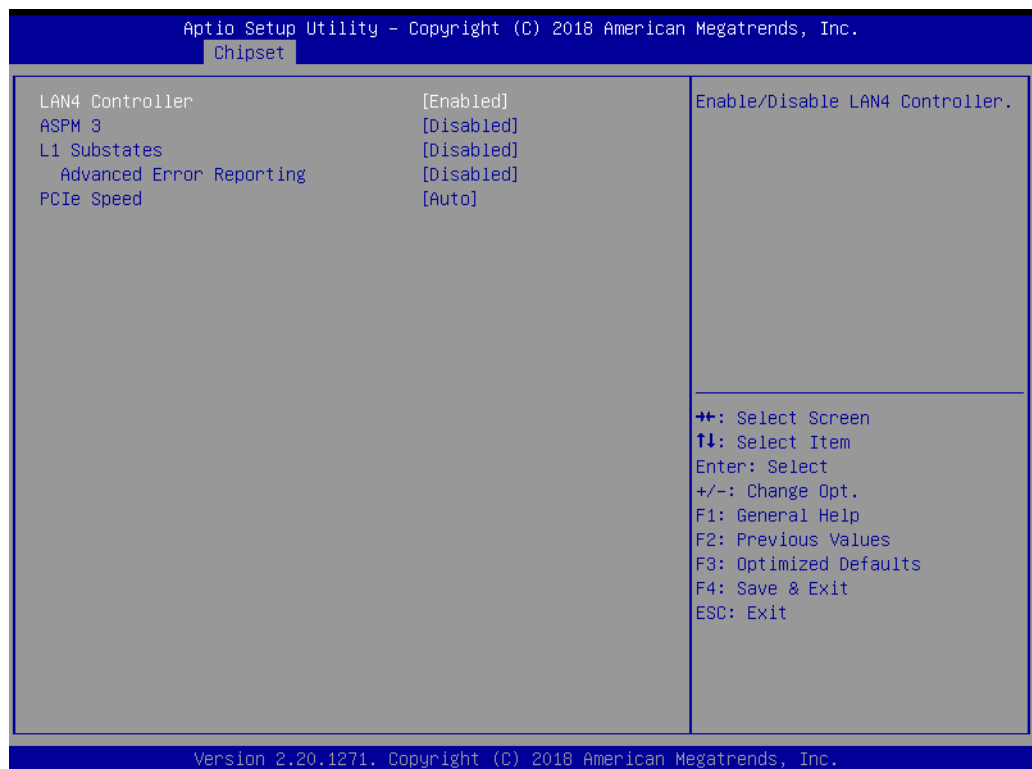 Aptio Setup Utility – Copyright (C) 2018 American Megatrends, Inc.
Chipset
LAN4 Controller [Enabled]
ASPM 3 [Disabled]
L1 Substates [Disabled]
Advanced Error Reporting [Disabled]
PCIe Speed [Auto]
Enable/Disable LAN4 Controller.
→←: Select Screen
↑↓: Select Item
Enter: Select
+/-: Change Opt.
F1: General Help
F2: Previous Values
F3: Optimized Defaults
F4: Save & Exit
ESC: Exit
Version 2.20.1271. Copyright (C) 2018 American Megatrends, Inc.